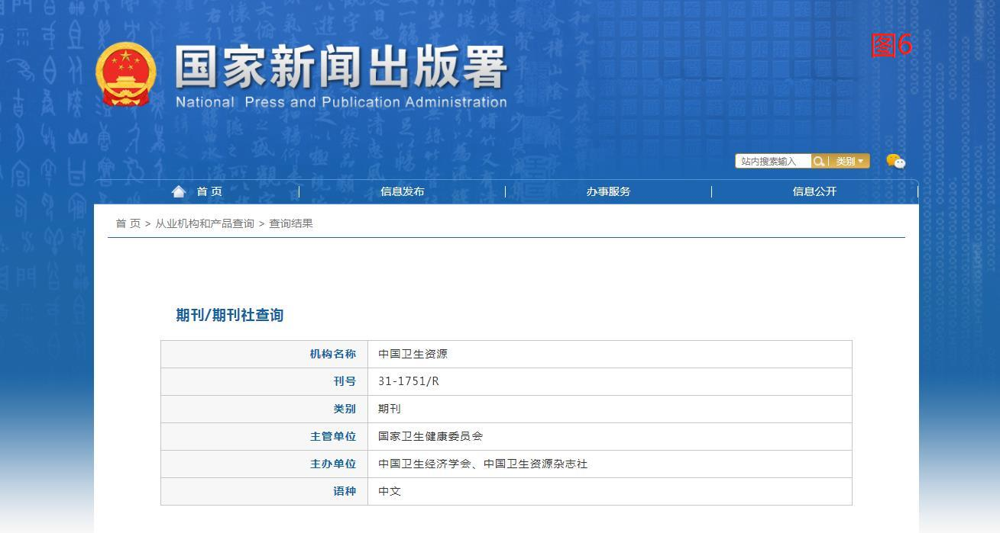 图6
国家新闻出版署
National Press and Publication Administration
站内搜索输入 类别
首 页 信息发布 办事服务 信息公开
首 页 > 从业机构和产品查询 > 查询结果
期刊/期刊社查询
机构名称 中国卫生资源
刊号 31-1751/R
类别 期刊
主管单位 国家卫生健康委员会
主办单位 中国卫生经济学会、中国卫生资源杂志社
语种 中文